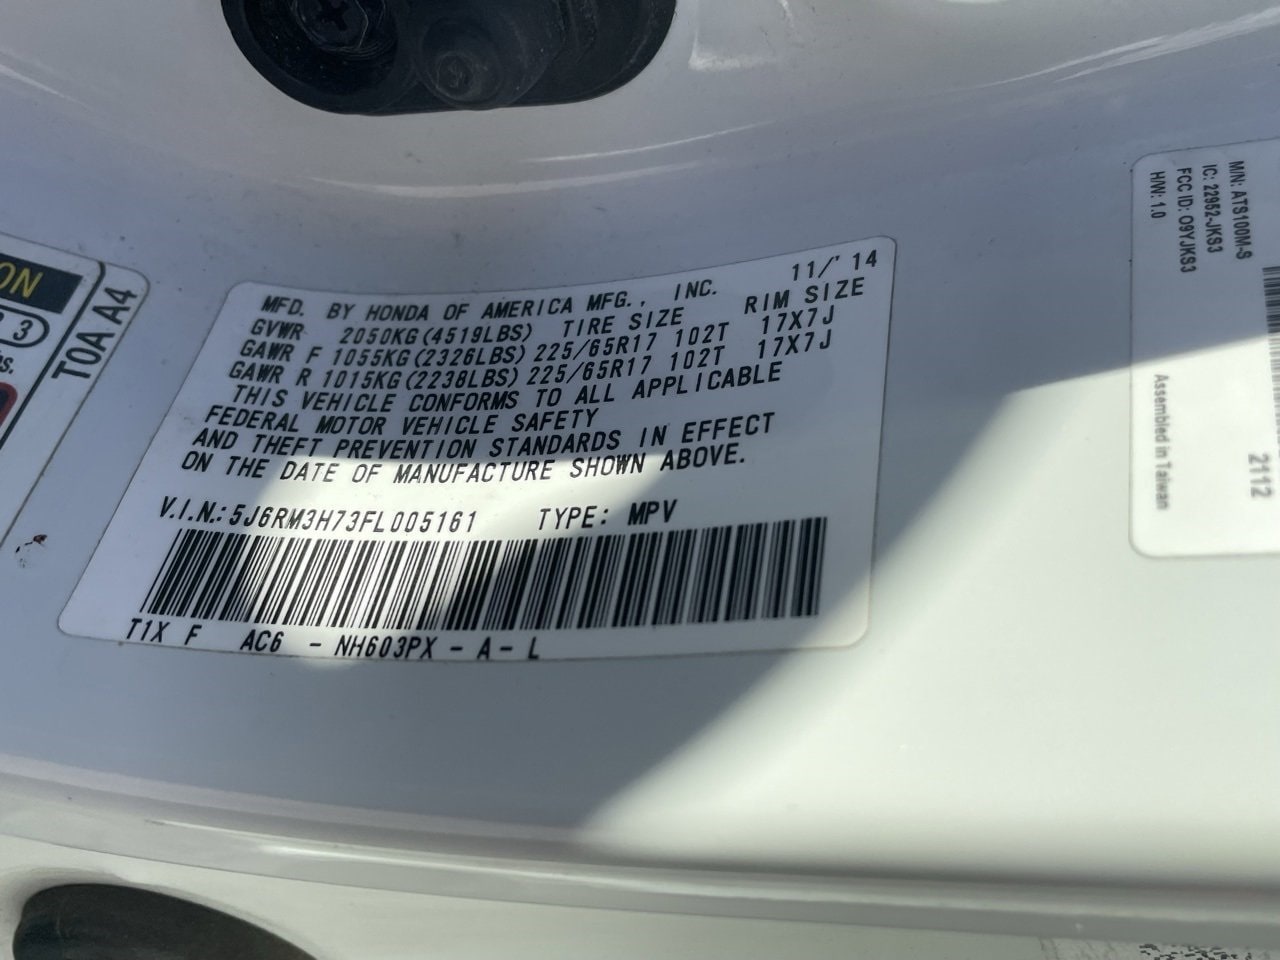 ON
3
s.
T0A A4
MFD. BY HONDA OF AMERICA MFG., INC. 11/'14
GVWR 2050KG(4519LBS) TIRE SIZE RIM SIZE
GAWR F 1055KG(2326LBS) 225/65R17 102T 17X7J
GAWR R 1015KG(2238LBS) 225/65R17 102T 17X7J
THIS VEHICLE CONFORMS TO ALL APPLICABLE
FEDERAL MOTOR VEHICLE SAFETY
AND THEFT PREVENTION STANDARDS IN EFFECT
ON THE DATE OF MANUFACTURE SHOWN ABOVE.
V.I.N.: 5J6RM3H73FL005161 TYPE: MPV
T1X F AC6 - NH603PX - A - L
M/N: ATS100M-S
IC: 22952-JKS3
FCC ID: O9YJKS3
H/W: 1.0
Assembled in Taiwan
2112